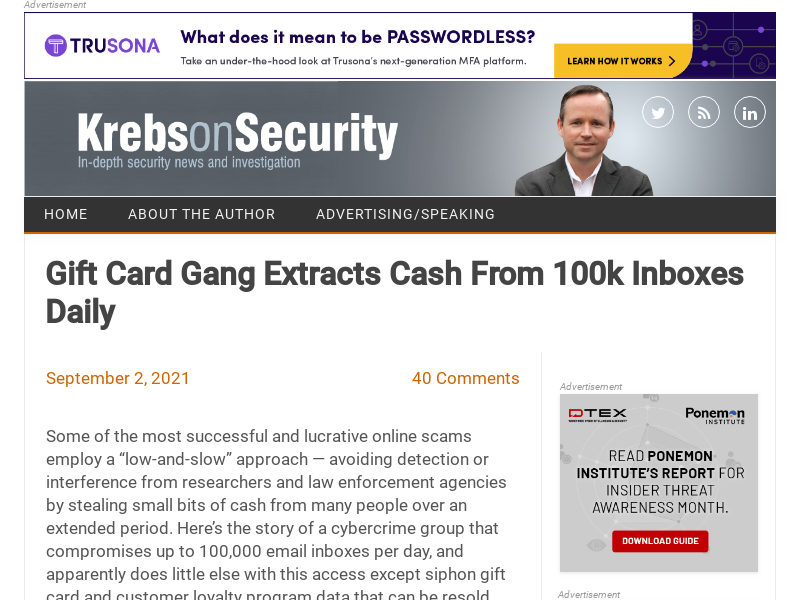 Advertisement
TRUSONA
What does it mean to be PASSWORDLESS?
Take an under-the-hood look at Trusona's next-generation MFA platform.
LEARN HOW IT WORKS
KrebsonSecurity
In-depth security news and investigation
HOME
ABOUT THE AUTHOR
ADVERTISING/SPEAKING
Gift Card Gang Extracts Cash From 100k Inboxes
Daily
September 2, 2021
40 Comments
Some of the most successful and lucrative online scams
employ a “low-and-slow” approach — avoiding detection or
interference from researchers and law enforcement agencies
by stealing small bits of cash from many people over an
extended period. Here’s the story of a cybercrime group that
compromises up to 100,000 email inboxes per day, and
apparently does little else with this access except siphon gift
card and customer loyalty program data that can be resold
Advertisement
DTEX
Ponemon
INSTITUTE
READ PONEMON
INSTITUTE'S REPORT FOR
INSIDER THREAT
AWARENESS MONTH.
DOWNLOAD GUIDE
Advertisement